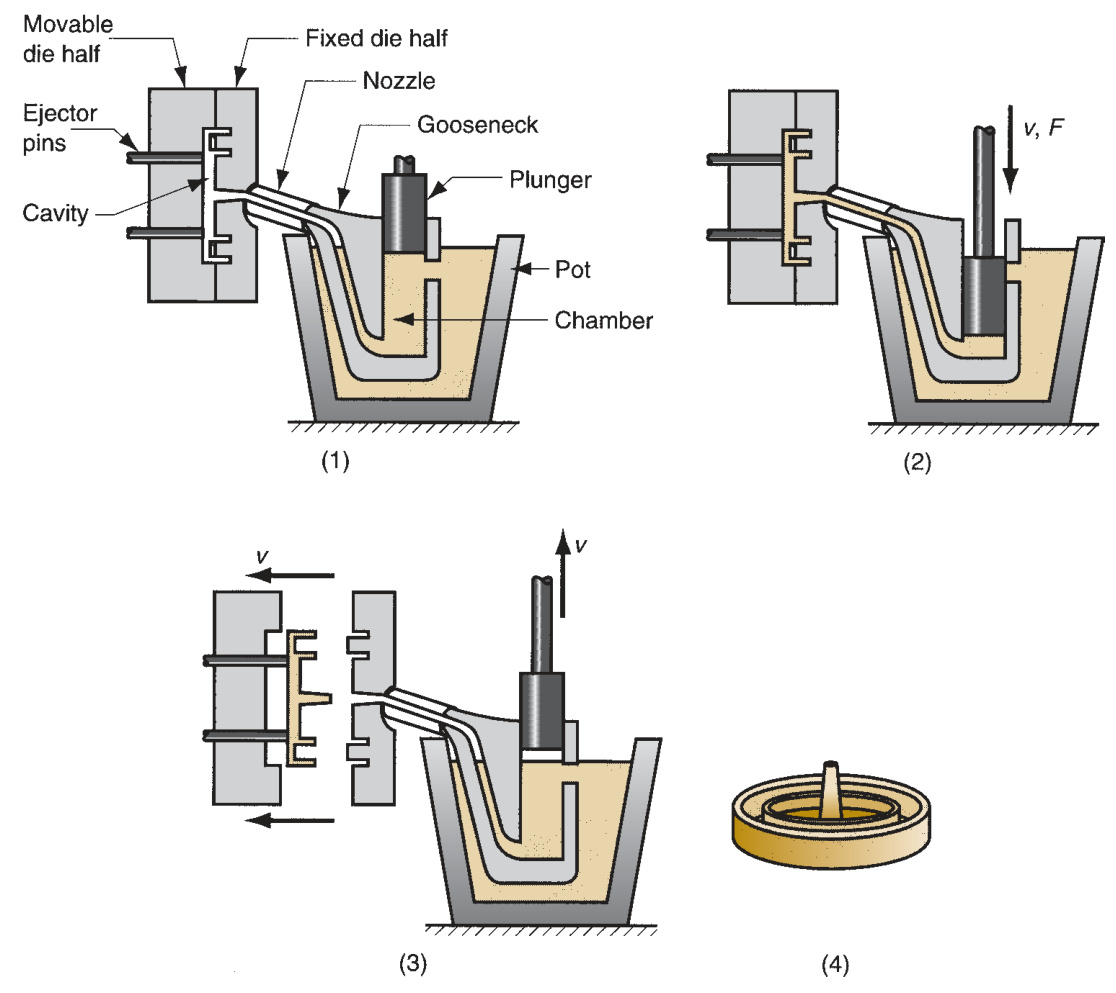 Movable
die half
Fixed die half
Nozzle
Ejector
pins
Gooseneck
Plunger
Cavity
Pot
Chamber
(1)
v, F
(2)
v
v
(3)
(4)